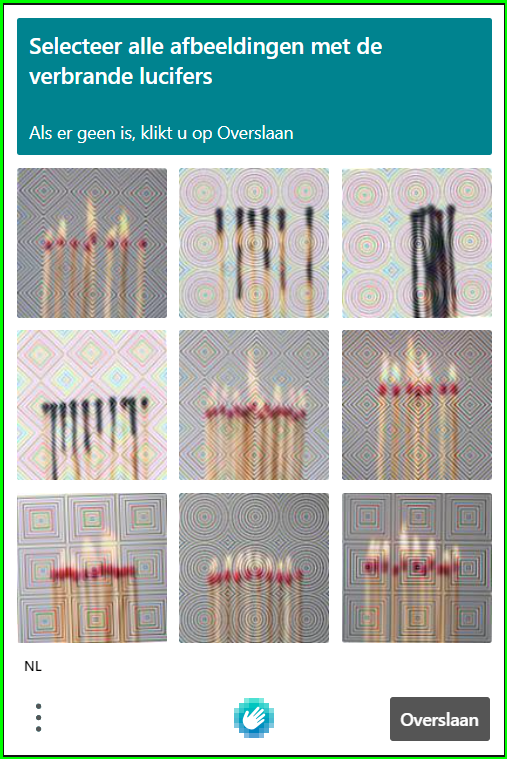 Selecteer alle afbeeldingen met de
verbrande lucifers
Als er geen is, klikt u op Overslaan
NL
Overslaan